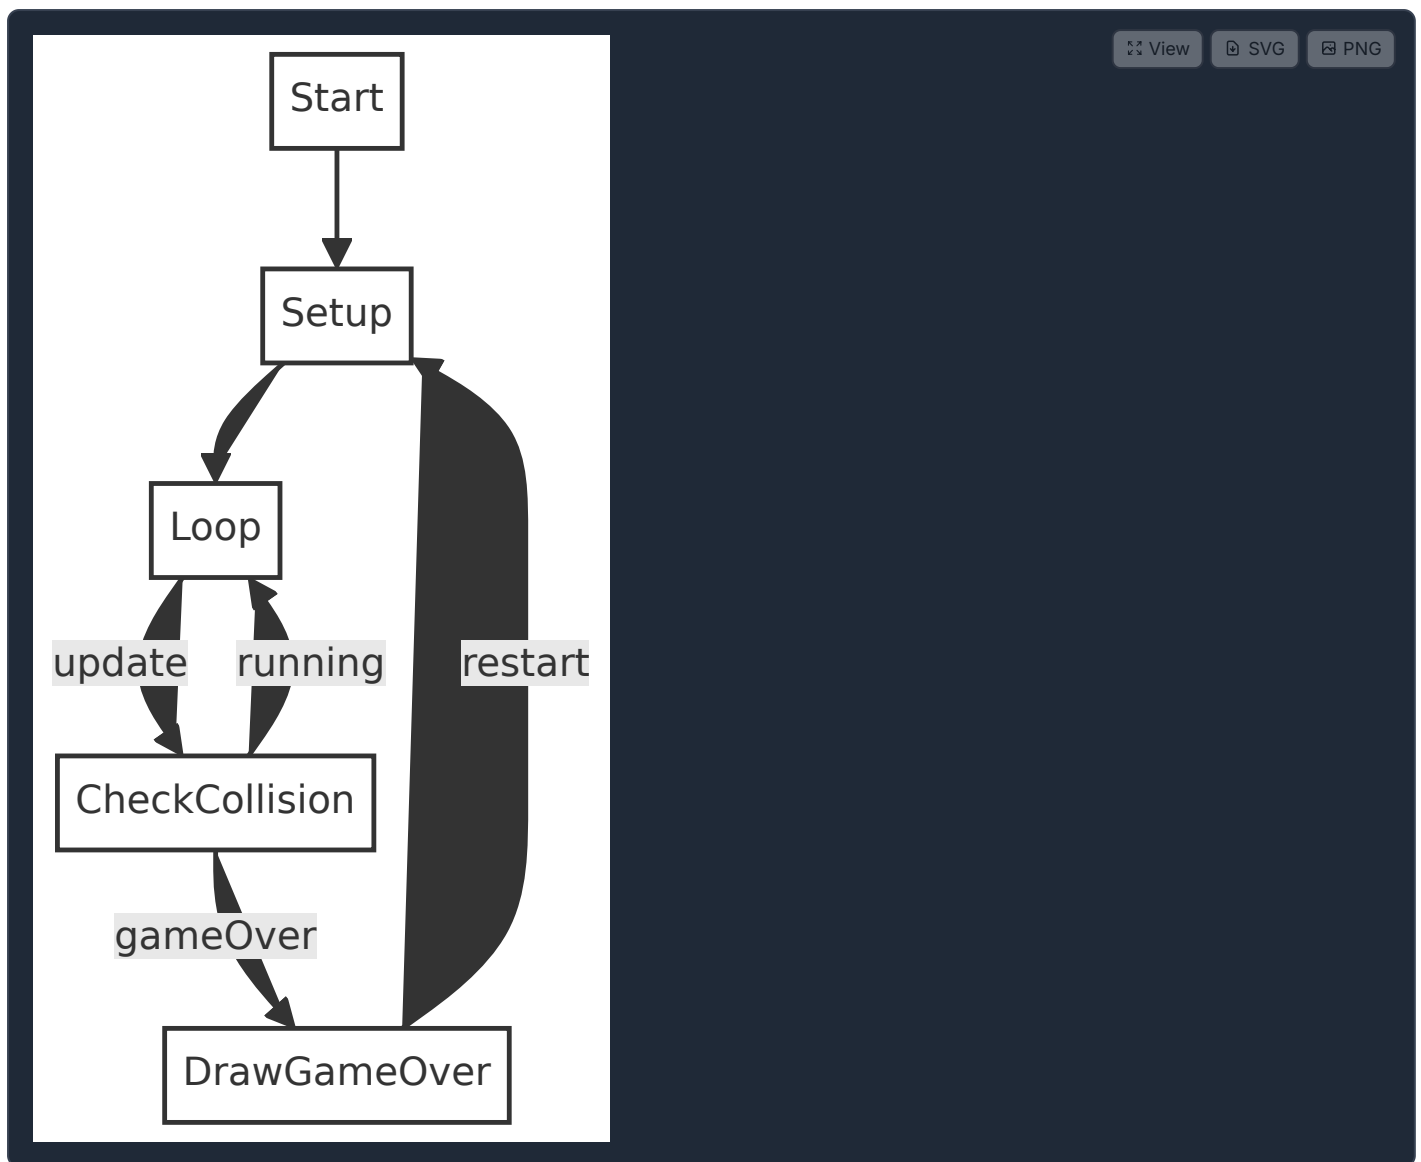 View SVG PNG
Start
Setup
Loop
update running restart
CheckCollision
gameOver
DrawGameOver